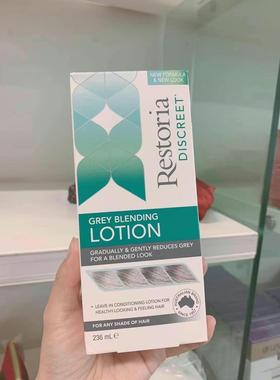 NEW FORMULA
& NEW LOOK
Restoria
DISCREET
GREY BLENDING
LOTION
GRADUALLY & GENTLY REDUCES GREY
FOR A BLENDED LOOK
• LEAVE-IN CONDITIONING LOTION FOR
HEALTHY LOOKING & FEELING HAIR
FOR ANY SHADE OF HAIR
236 mL e